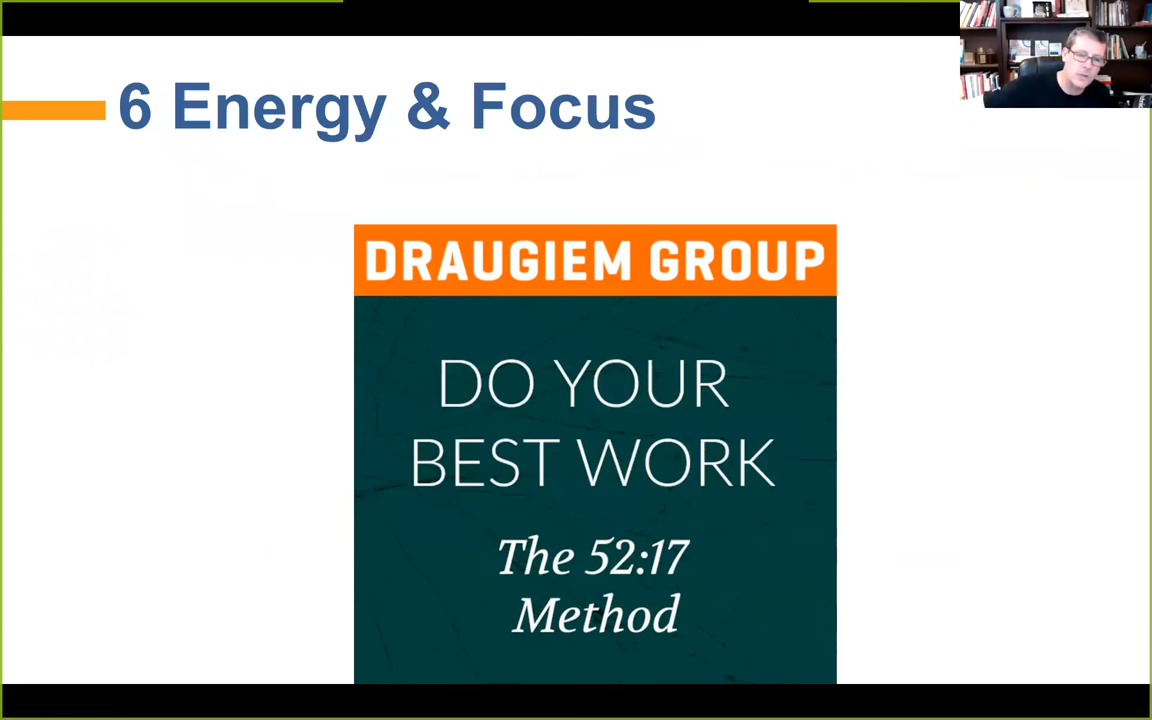 6 Energy & Focus
DRAUGIEM GROUP
DO YOUR
BEST WORK
The 52:17
Method